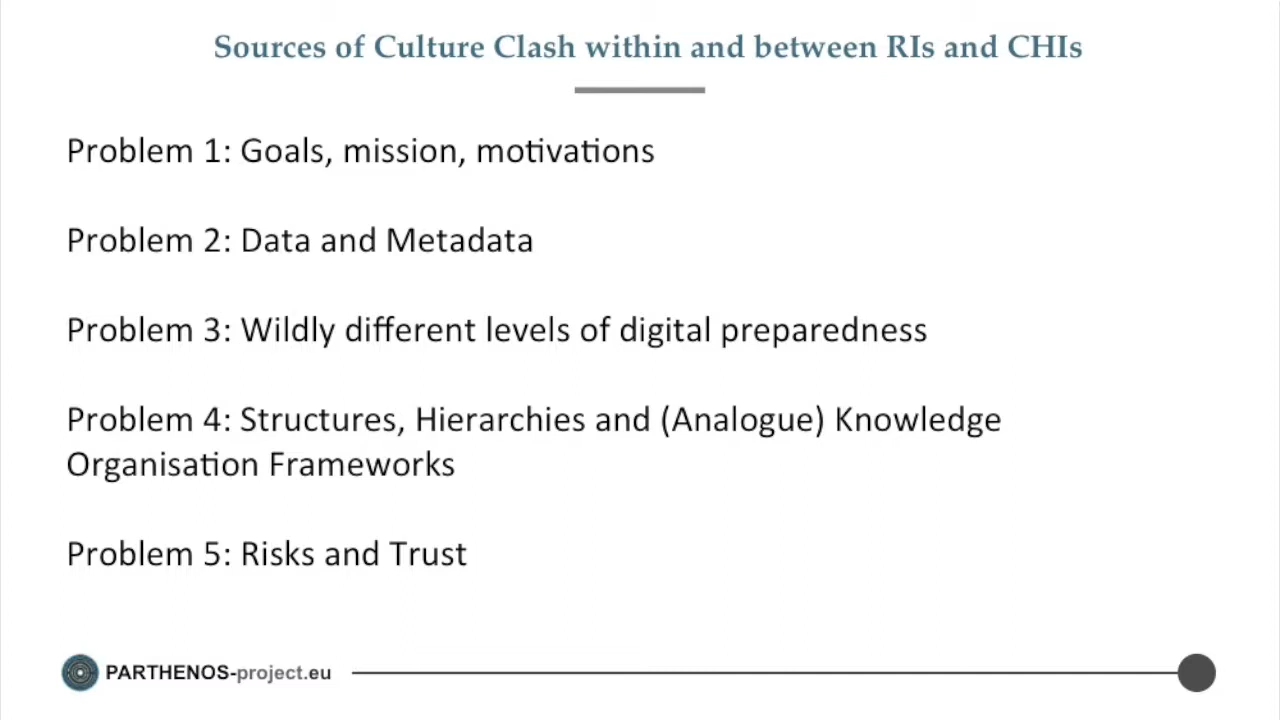 Sources of Culture Clash within and between RIs and CHIs
Problem 1: Goals, mission, motivations
Problem 2: Data and Metadata
Problem 3: Wildly different levels of digital preparedness
Problem 4: Structures, Hierarchies and (Analogue) Knowledge
Organisation Frameworks
Problem 5: Risks and Trust
PARTHENOS-project.eu